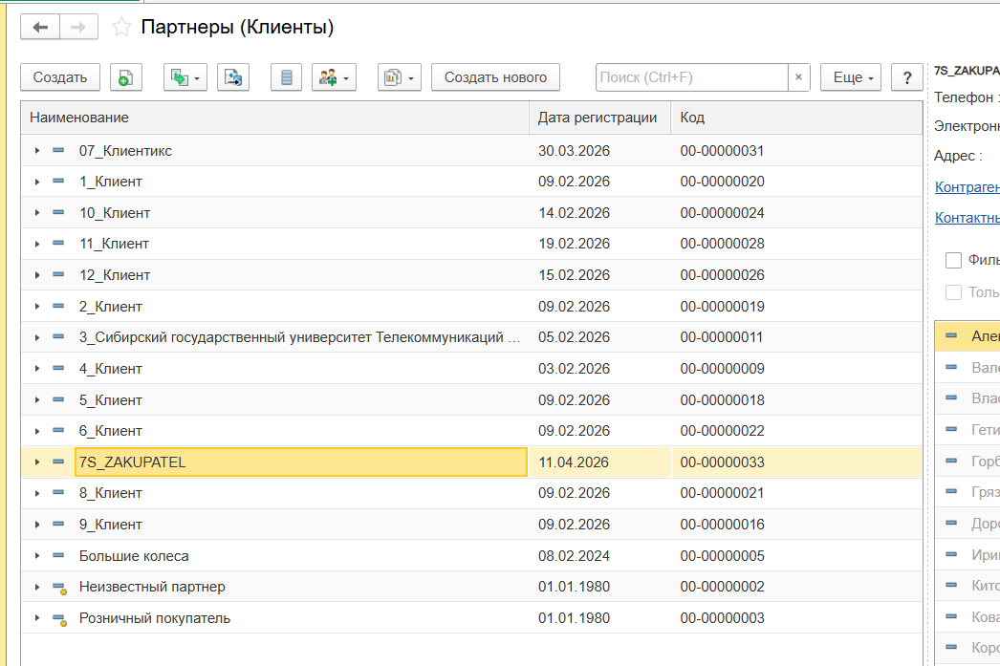 Партнеры (Клиенты)
Создать
Создать нового
Поиск (Ctrl+F)
×
Еще
?
Наименование Дата регистрации Код
07_Клиентикс 30.03.2026 00-00000031
1_Клиент 09.02.2026 00-00000020
10_Клиент 14.02.2026 00-00000024
11_Клиент 19.02.2026 00-00000028
12_Клиент 15.02.2026 00-00000026
2_Клиент 09.02.2026 00-00000019
3_Сибирский государственный университет Телекоммуникаций ... 05.02.2026 00-00000011
4_Клиент 03.02.2026 00-00000009
5_Клиент 09.02.2026 00-00000018
6_Клиент 09.02.2026 00-00000022
7S_ZAKUPATEL 11.04.2026 00-00000033
8_Клиент 09.02.2026 00-00000021
9_Клиент 09.02.2026 00-00000016
Большие колеса 08.02.2024 00-00000005
Неизвестный партнер 01.01.1980 00-00000002
Розничный покупатель 01.01.1980 00-00000003
7S_ZAKUPA
Телефон :
Электрон
Адрес :
Контраген
Контактн
Филь
Толь
Але
Вале
Влас
Гети
Горб
Гряз
Доре
Ири
Кито
Кова
Коро